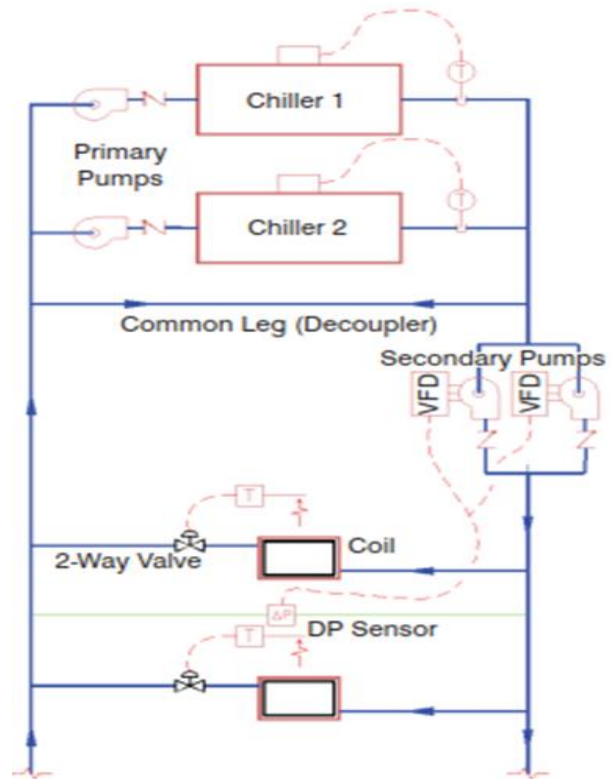 T
Chiller 1
Primary
Pumps
T
Chiller 2
Common Leg (Decoupler)
Secondary Pumps
VFD
VFD
T
Coil
2-Way Valve
ΔP
DP Sensor
T